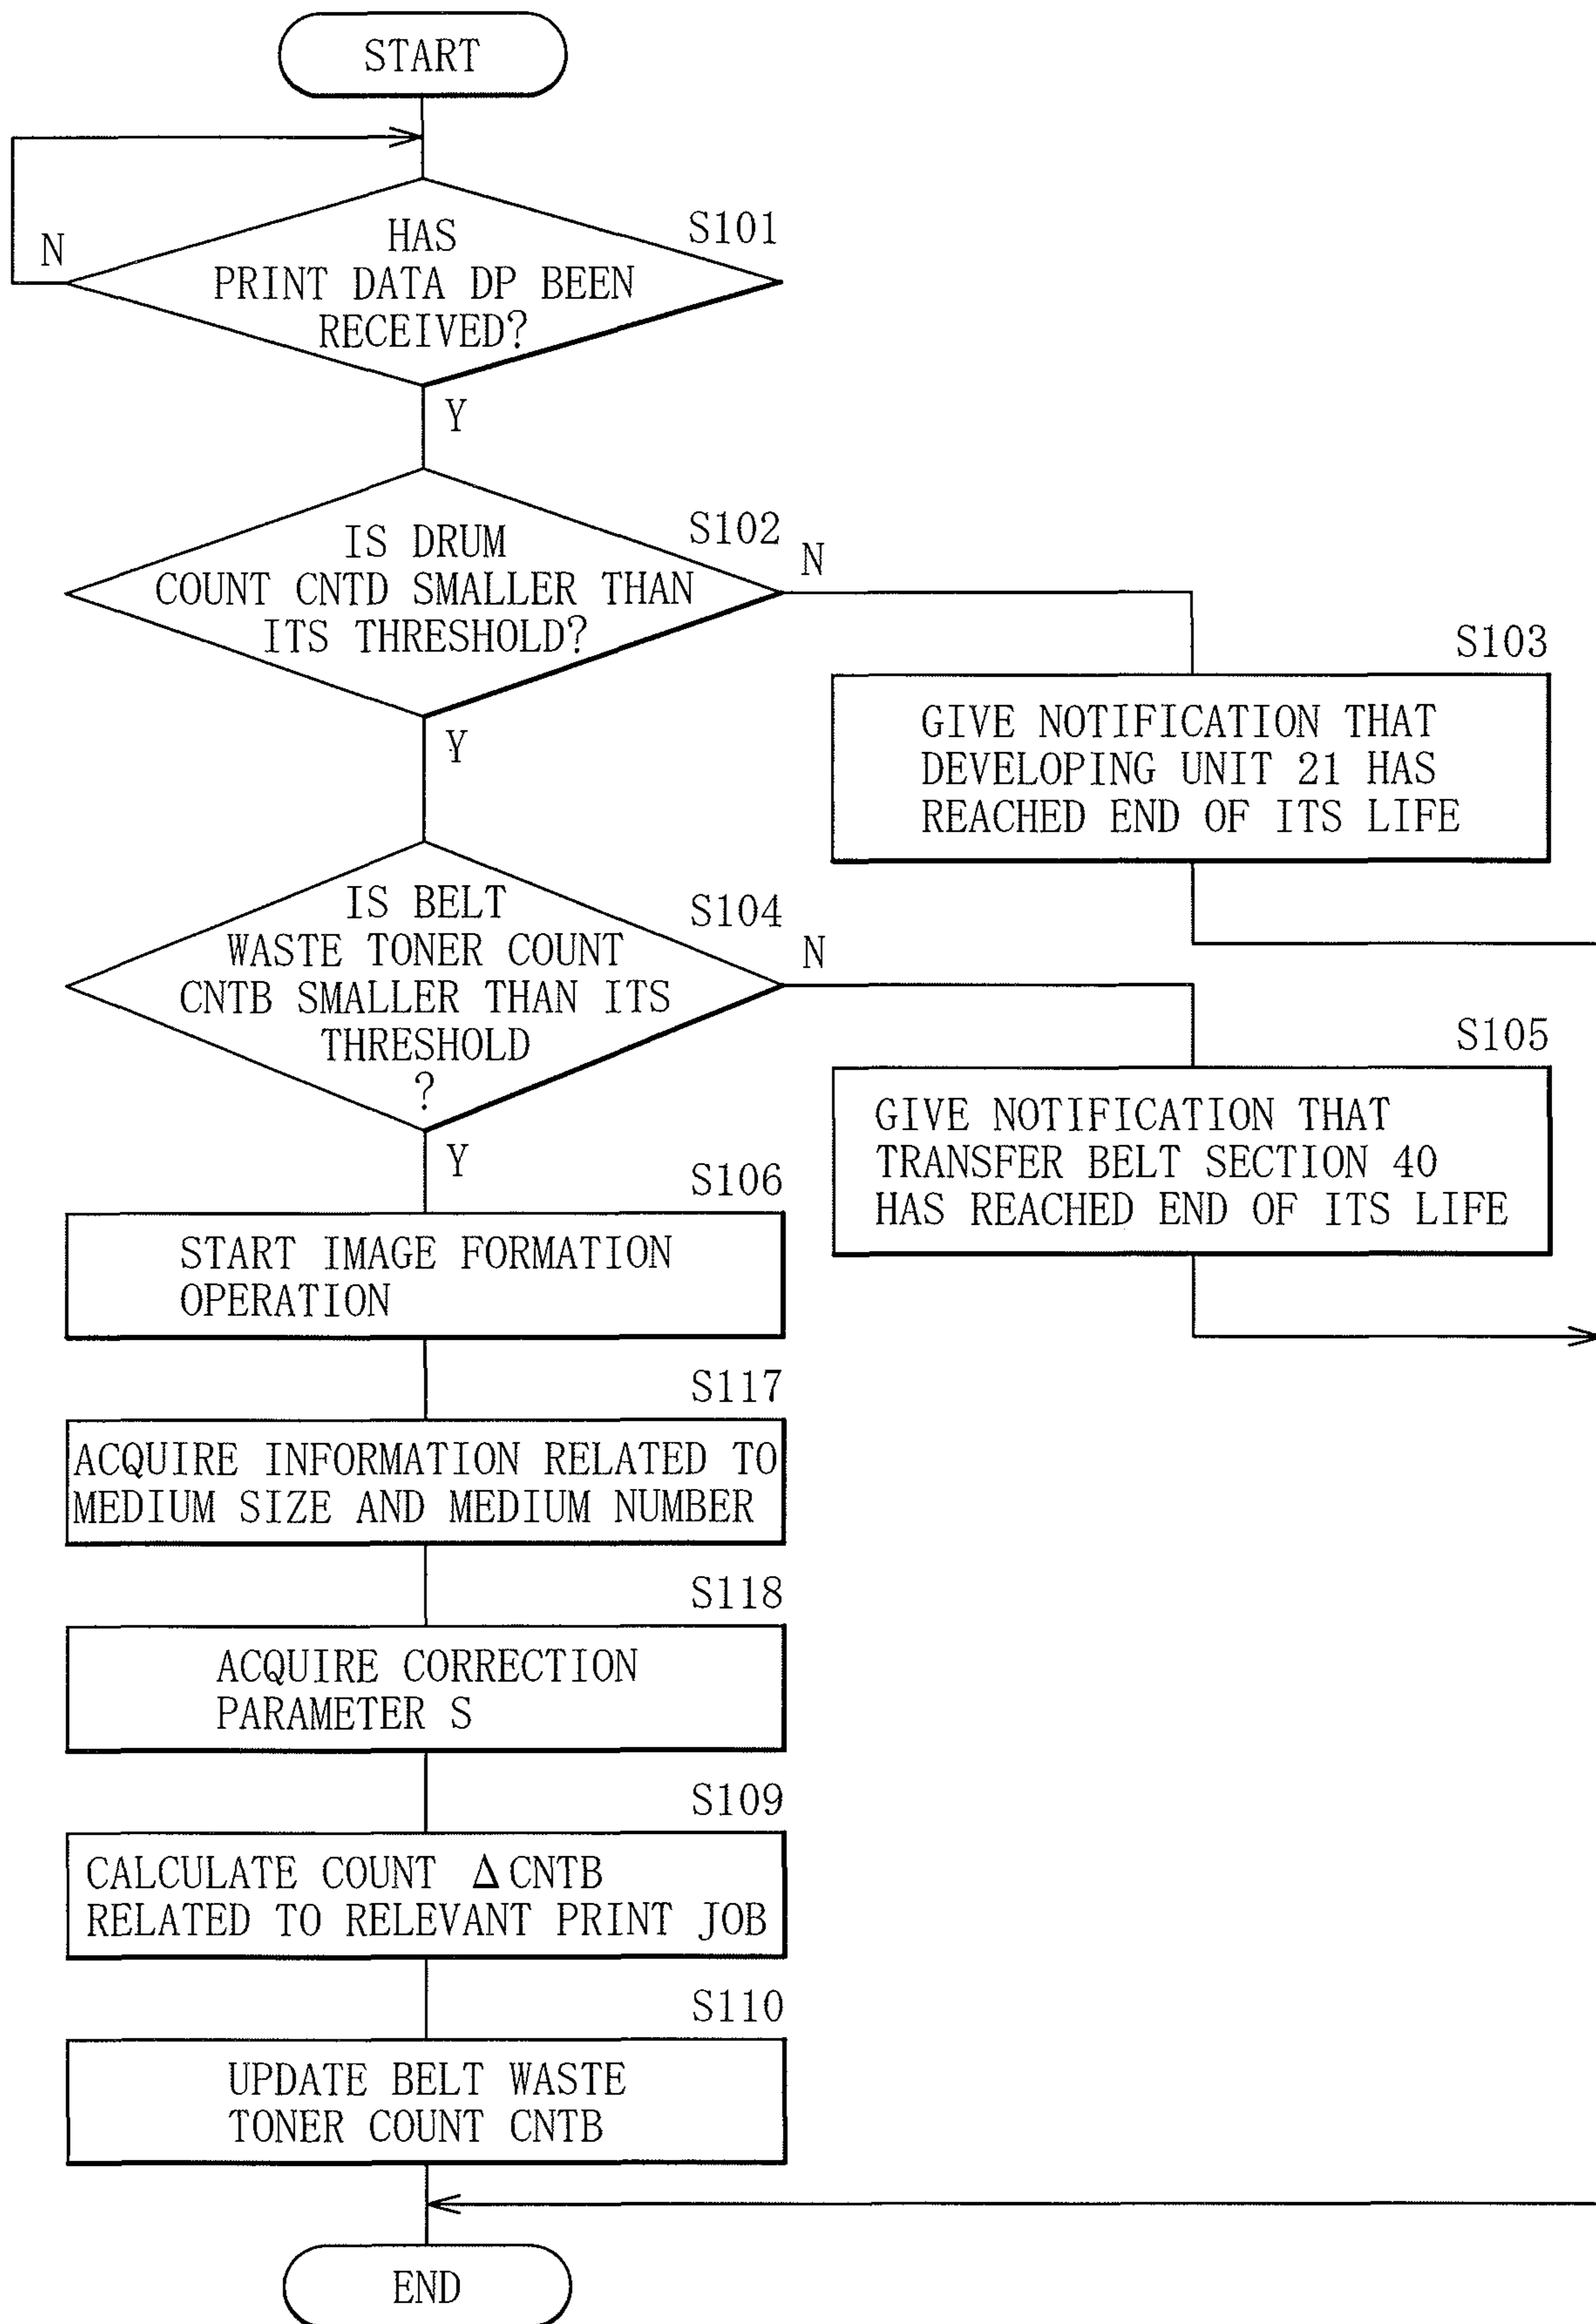 START
N
S101
HAS
PRINT DATA DP BEEN
RECEIVED?
Y
S102
IS DRUM
COUNT CNTD SMALLER THAN
ITS THRESHOLD?
N
S103
GIVE NOTIFICATION THAT
DEVELOPING UNIT 21 HAS
REACHED END OF ITS LIFE
Y
S104
IS BELT
WASTE TONER COUNT
CNTB SMALLER THAN ITS
THRESHOLD
?
N
S105
GIVE NOTIFICATION THAT
TRANSFER BELT SECTION 40
HAS REACHED END OF ITS LIFE
Y
S106
START IMAGE FORMATION
OPERATION
S117
ACQUIRE INFORMATION RELATED TO
MEDIUM SIZE AND MEDIUM NUMBER
S118
ACQUIRE CORRECTION
PARAMETER S
S109
CALCULATE COUNT Δ CNTB
RELATED TO RELEVANT PRINT JOB
S110
UPDATE BELT WASTE
TONER COUNT CNTB
END